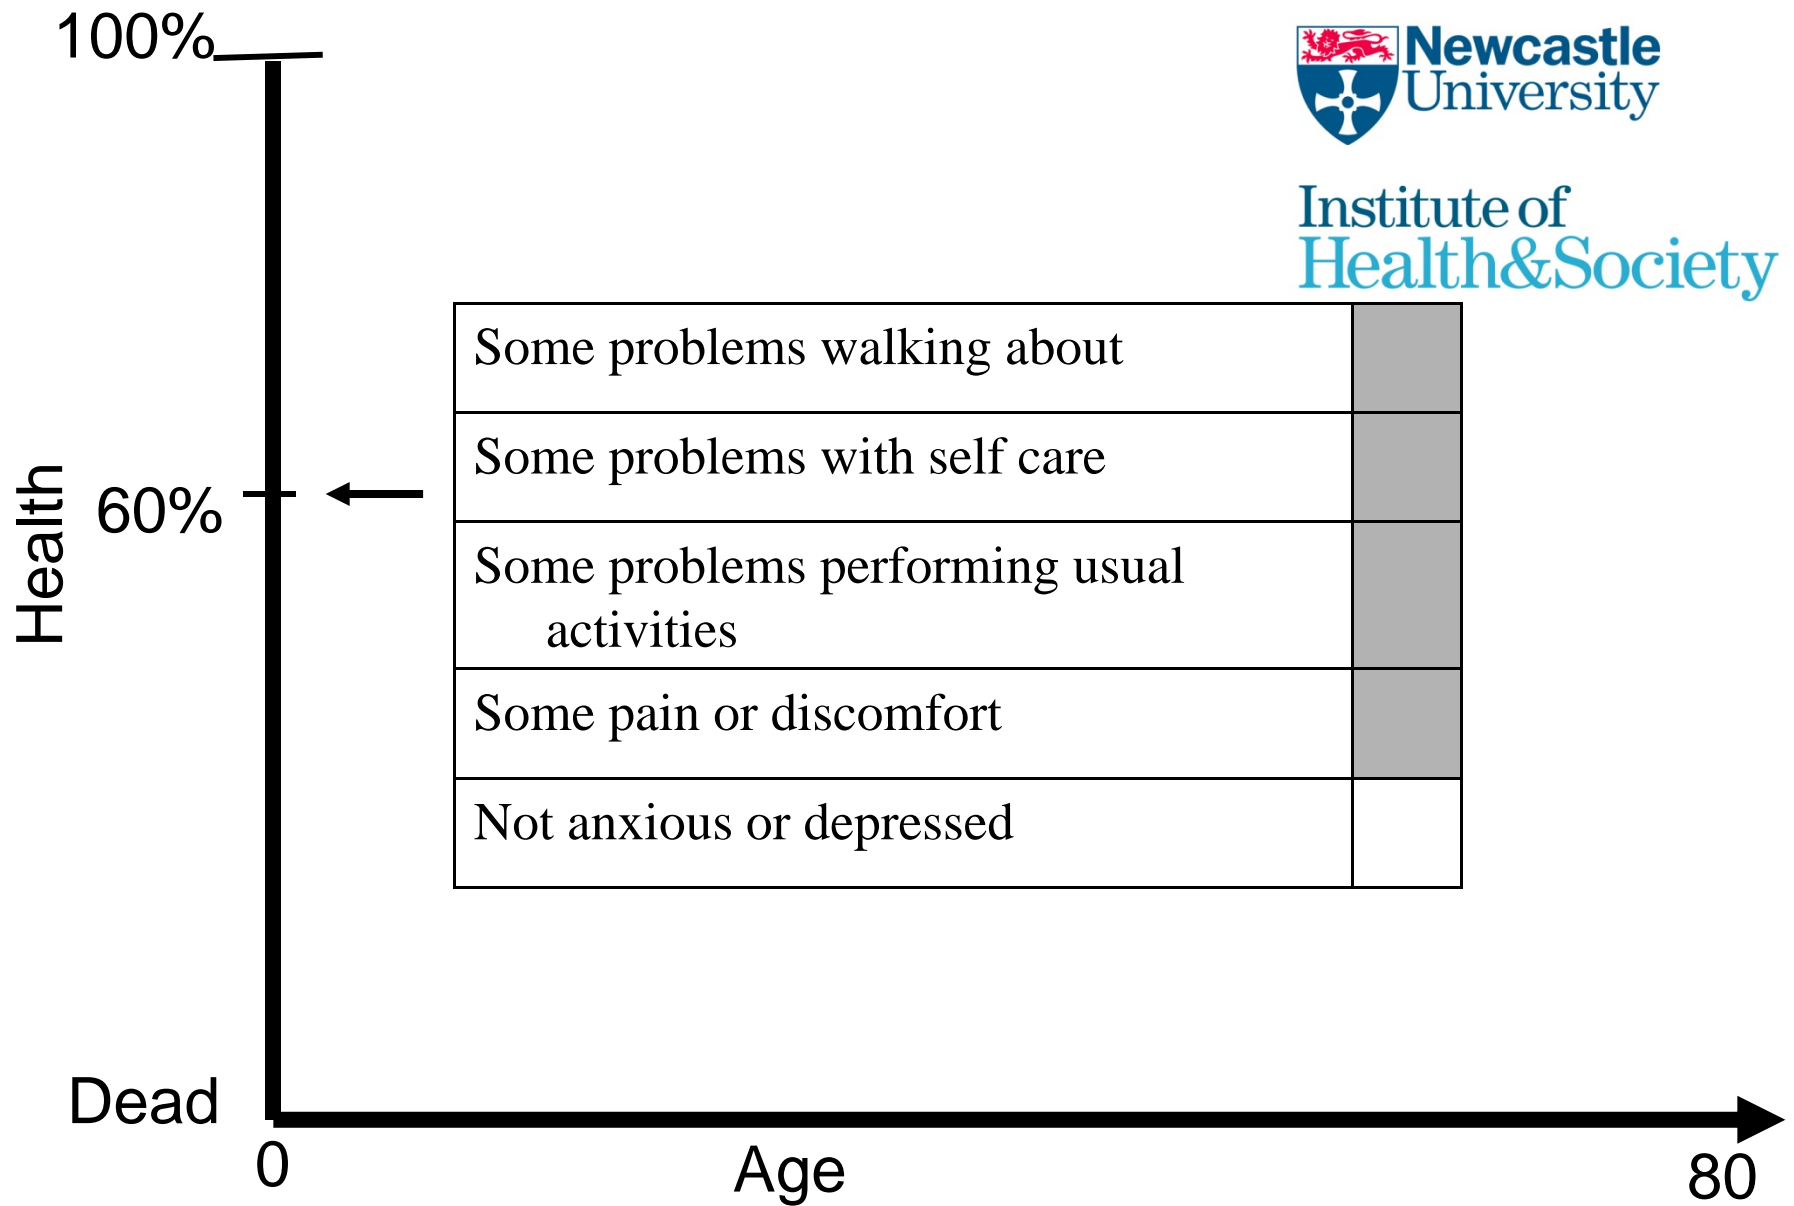 100%
Newcastle
University
Institute of
Health&Society
Some problems walking about
Some problems with self care
Health
60%
Some problems performing usual
activities
Some pain or discomfort
Not anxious or depressed
Dead
0
Age
80